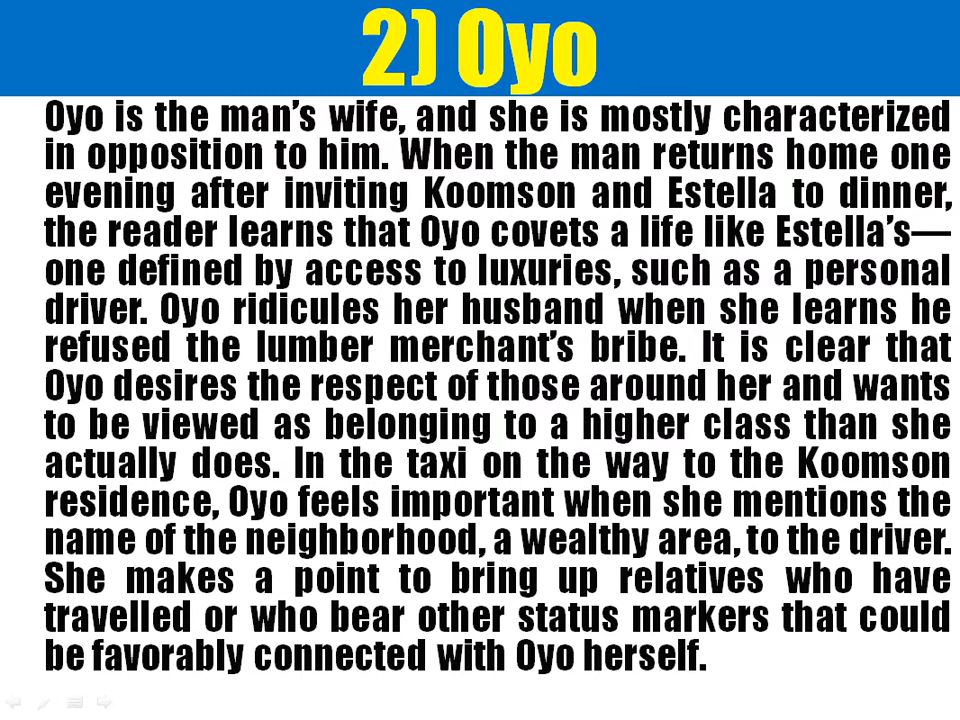 2) Oyo
Oyo is the man’s wife, and she is mostly characterized
in opposition to him. When the man returns home one
evening after inviting Koomson and Estella to dinner,
the reader learns that Oyo covets a life like Estella’s—
one defined by access to luxuries, such as a personal
driver. Oyo ridicules her husband when she learns he
refused the lumber merchant’s bribe. It is clear that
Oyo desires the respect of those around her and wants
to be viewed as belonging to a higher class than she
actually does. In the taxi on the way to the Koomson
residence, Oyo feels important when she mentions the
name of the neighborhood, a wealthy area, to the driver.
She makes a point to bring up relatives who have
travelled or who bear other status markers that could
be favorably connected with Oyo herself.